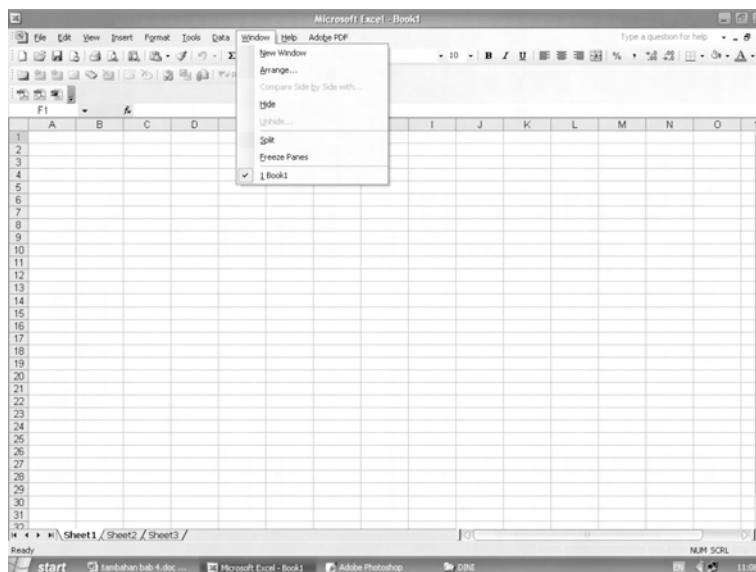 Microsoft Excel - Book1
File Edit View Insert Format Tools Data Window Help Adobe PDF Type a question for help
10 B I U % ,
New Window
Arrange...
Compare Side by Side with...
Hide
Unhide...
Split
Freeze Panes
1 Book1
F1 fx
A B C D I J K L M N O
1
2
3
4
5
6
7
8
9
10
11
12
13
14
15
16
17
18
19
20
21
22
23
24
25
26
27
28
29
30
31
32
Sheet1 Sheet2 Sheet3
Ready NUM SCRL
start tambahan bab 4.doc ... Microsoft Excel - Book1 Adobe Photoshop DINI EN